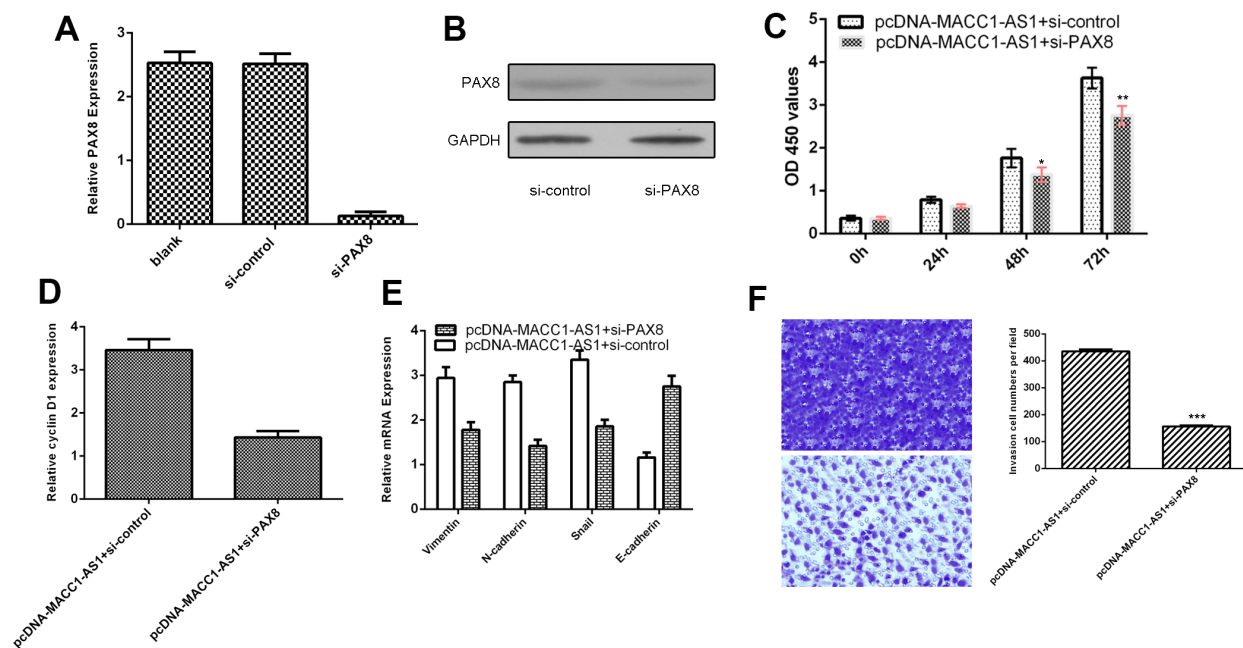 A
Relative PAX8 Expression
3
2
1
0
blank
si-control
si-PAX8
B
PAX8
GAPDH
si-control
si-PAX8
C
pcDNA-MACC1-AS1+si-control
pcDNA-MACC1-AS1+si-PAX8
OD 450 values
5
4
3
2
1
0
*
**
0h
24h
48h
72h
D
Relative cyclin D1 Expression
4
3
2
1
0
pcDNA-MACC1-AS1+si-control
pcDNA-MACC1-AS1+si-PAX8
E
pcDNA-MACC1-AS1+si-PAX8
pcDNA-MACC1-AS1+si-control
Relative mRNA Expression
4
3
2
1
0
Vimentin
N-cadherin
Snail
E-cadherin
F
Invasion cell numbers per field
500
400
300
200
100
0
***
pcDNA-MACC1-AS1+si-control
pcDNA-MACC1-AS1+si-PAX8